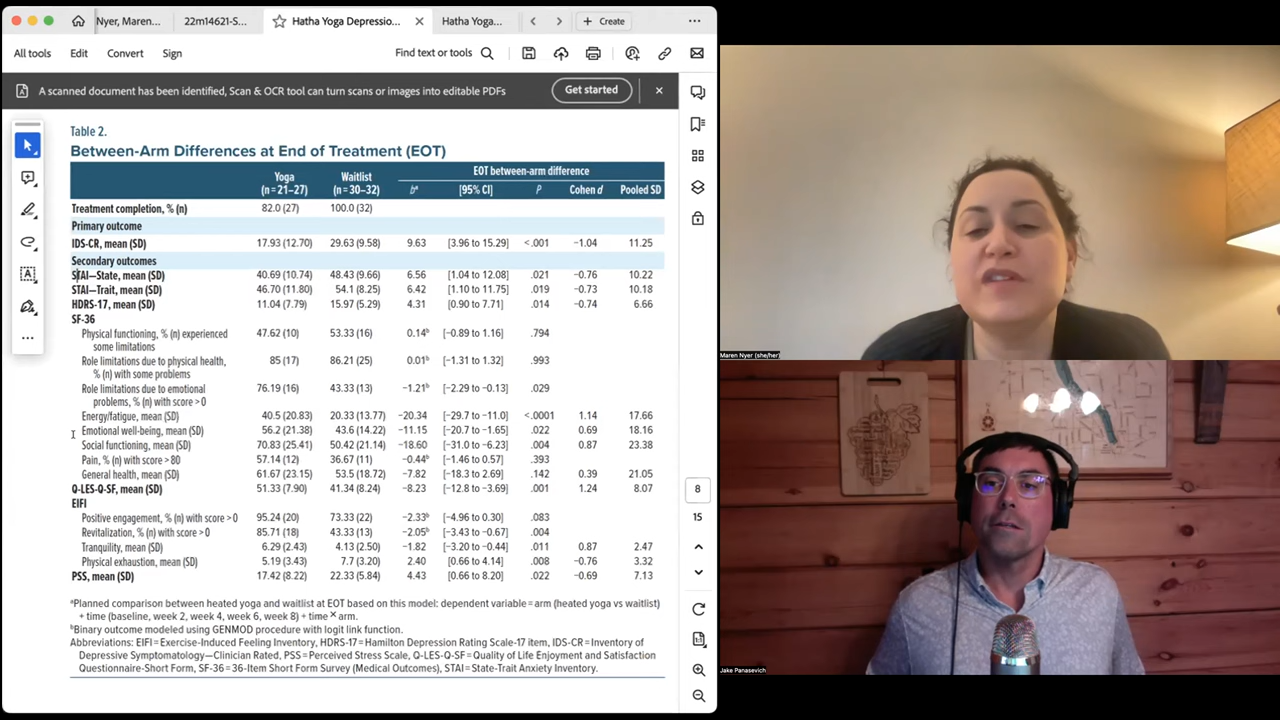 Nyer, Maren...
22m14621-S...
Hatha Yoga Depressio...
Hatha Yoga...
Create
All tools
Edit
Convert
Sign
Find text or tools
A scanned document has been identified, Scan & OCR tool can turn scans or images into editable PDFs
Get started
Table 2.
Between-Arm Differences at End of Treatment (EOT)
Yoga Waitlist EOT between-arm difference
(n=21–27) (n=30–32) bᵃ [95% CI] P Cohen d Pooled SD
Treatment completion, % (n) 82.0 (27) 100.0 (32)
Primary outcome
IDS-CR, mean (SD) 17.93 (12.70) 29.63 (9.58) 9.63 [3.96 to 15.29] <.001 −1.04 11.25
Secondary outcomes
STAI—State, mean (SD) 40.69 (10.74) 48.43 (9.66) 6.56 [1.04 to 12.08] .021 −0.76 10.22
STAI—Trait, mean (SD) 46.70 (11.80) 54.1 (8.25) 6.42 [1.10 to 11.75] .019 −0.73 10.18
HDRS-17, mean (SD) 11.04 (7.79) 15.97 (5.29) 4.31 [0.90 to 7.71] .014 −0.74 6.66
SF-36
Physical functioning, % (n) experienced 47.62 (10) 53.33 (16) 0.14ᵇ [−0.89 to 1.16] .794
some limitations
Role limitations due to physical health, 85 (17) 86.21 (25) 0.01ᵇ [−1.31 to 1.32] .993
% (n) with some problems
Role limitations due to emotional 76.19 (16) 43.33 (13) −1.21ᵇ [−2.29 to −0.13] .029
problems, % (n) with score >0
Energy/fatigue, mean (SD) 40.5 (20.83) 20.33 (13.77) −20.34 [−29.7 to −11.0] <.0001 1.14 17.66
Emotional well-being, mean (SD) 56.2 (21.38) 43.6 (14.22) −11.15 [−20.7 to −1.65] .022 0.69 18.16
Social functioning, mean (SD) 70.83 (25.41) 50.42 (21.14) −18.60 [−31.0 to −6.23] .004 0.87 23.38
Pain, % (n) with score >80 57.14 (12) 36.67 (11) −0.44ᵇ [−1.46 to 0.57] .393
General health, mean (SD) 61.67 (23.15) 53.5 (18.72) −7.82 [−18.3 to 2.69] .142 0.39 21.05
Q-LES-Q-SF, mean (SD) 51.33 (7.90) 41.34 (8.24) −8.23 [−12.8 to −3.69] .001 1.24 8.07
EIFI
Positive engagement, % (n) with score >0 95.24 (20) 73.33 (22) −2.33ᵇ [−4.96 to 0.30] .083
Revitalization, % (n) with score >0 85.71 (18) 43.33 (13) −2.05ᵇ [−3.43 to −0.67] .004
Tranquility, mean (SD) 6.29 (2.43) 4.13 (2.50) −1.82 [−3.20 to −0.44] .011 0.87 2.47
Physical exhaustion, mean (SD) 5.19 (3.43) 7.7 (3.20) 2.40 [0.66 to 4.14] .008 −0.76 3.32
PSS, mean (SD) 17.42 (8.22) 22.33 (5.84) 4.43 [0.66 to 8.20] .022 −0.69 7.13
ᵃPlanned comparison between heated yoga and waitlist at EOT based on this model: dependent variable = arm (heated yoga vs waitlist)
+ time (baseline, week 2, week 4, week 6, week 8) + time × arm.
ᵇBinary outcome modeled using GENMOD procedure with logit link function.
Abbreviations: EIFI = Exercise-Induced Feeling Inventory, HDRS-17 = Hamilton Depression Rating Scale-17 item, IDS-CR = Inventory of
Depressive Symptomatology—Clinician Rated, PSS = Perceived Stress Scale, Q-LES-Q-SF = Quality of Life Enjoyment and Satisfaction
Questionnaire-Short Form, SF-36 = 36-Item Short Form Survey (Medical Outcomes), STAI = State-Trait Anxiety Inventory.
8
15
Maren Nyer (she/her)
Jake Panasevich